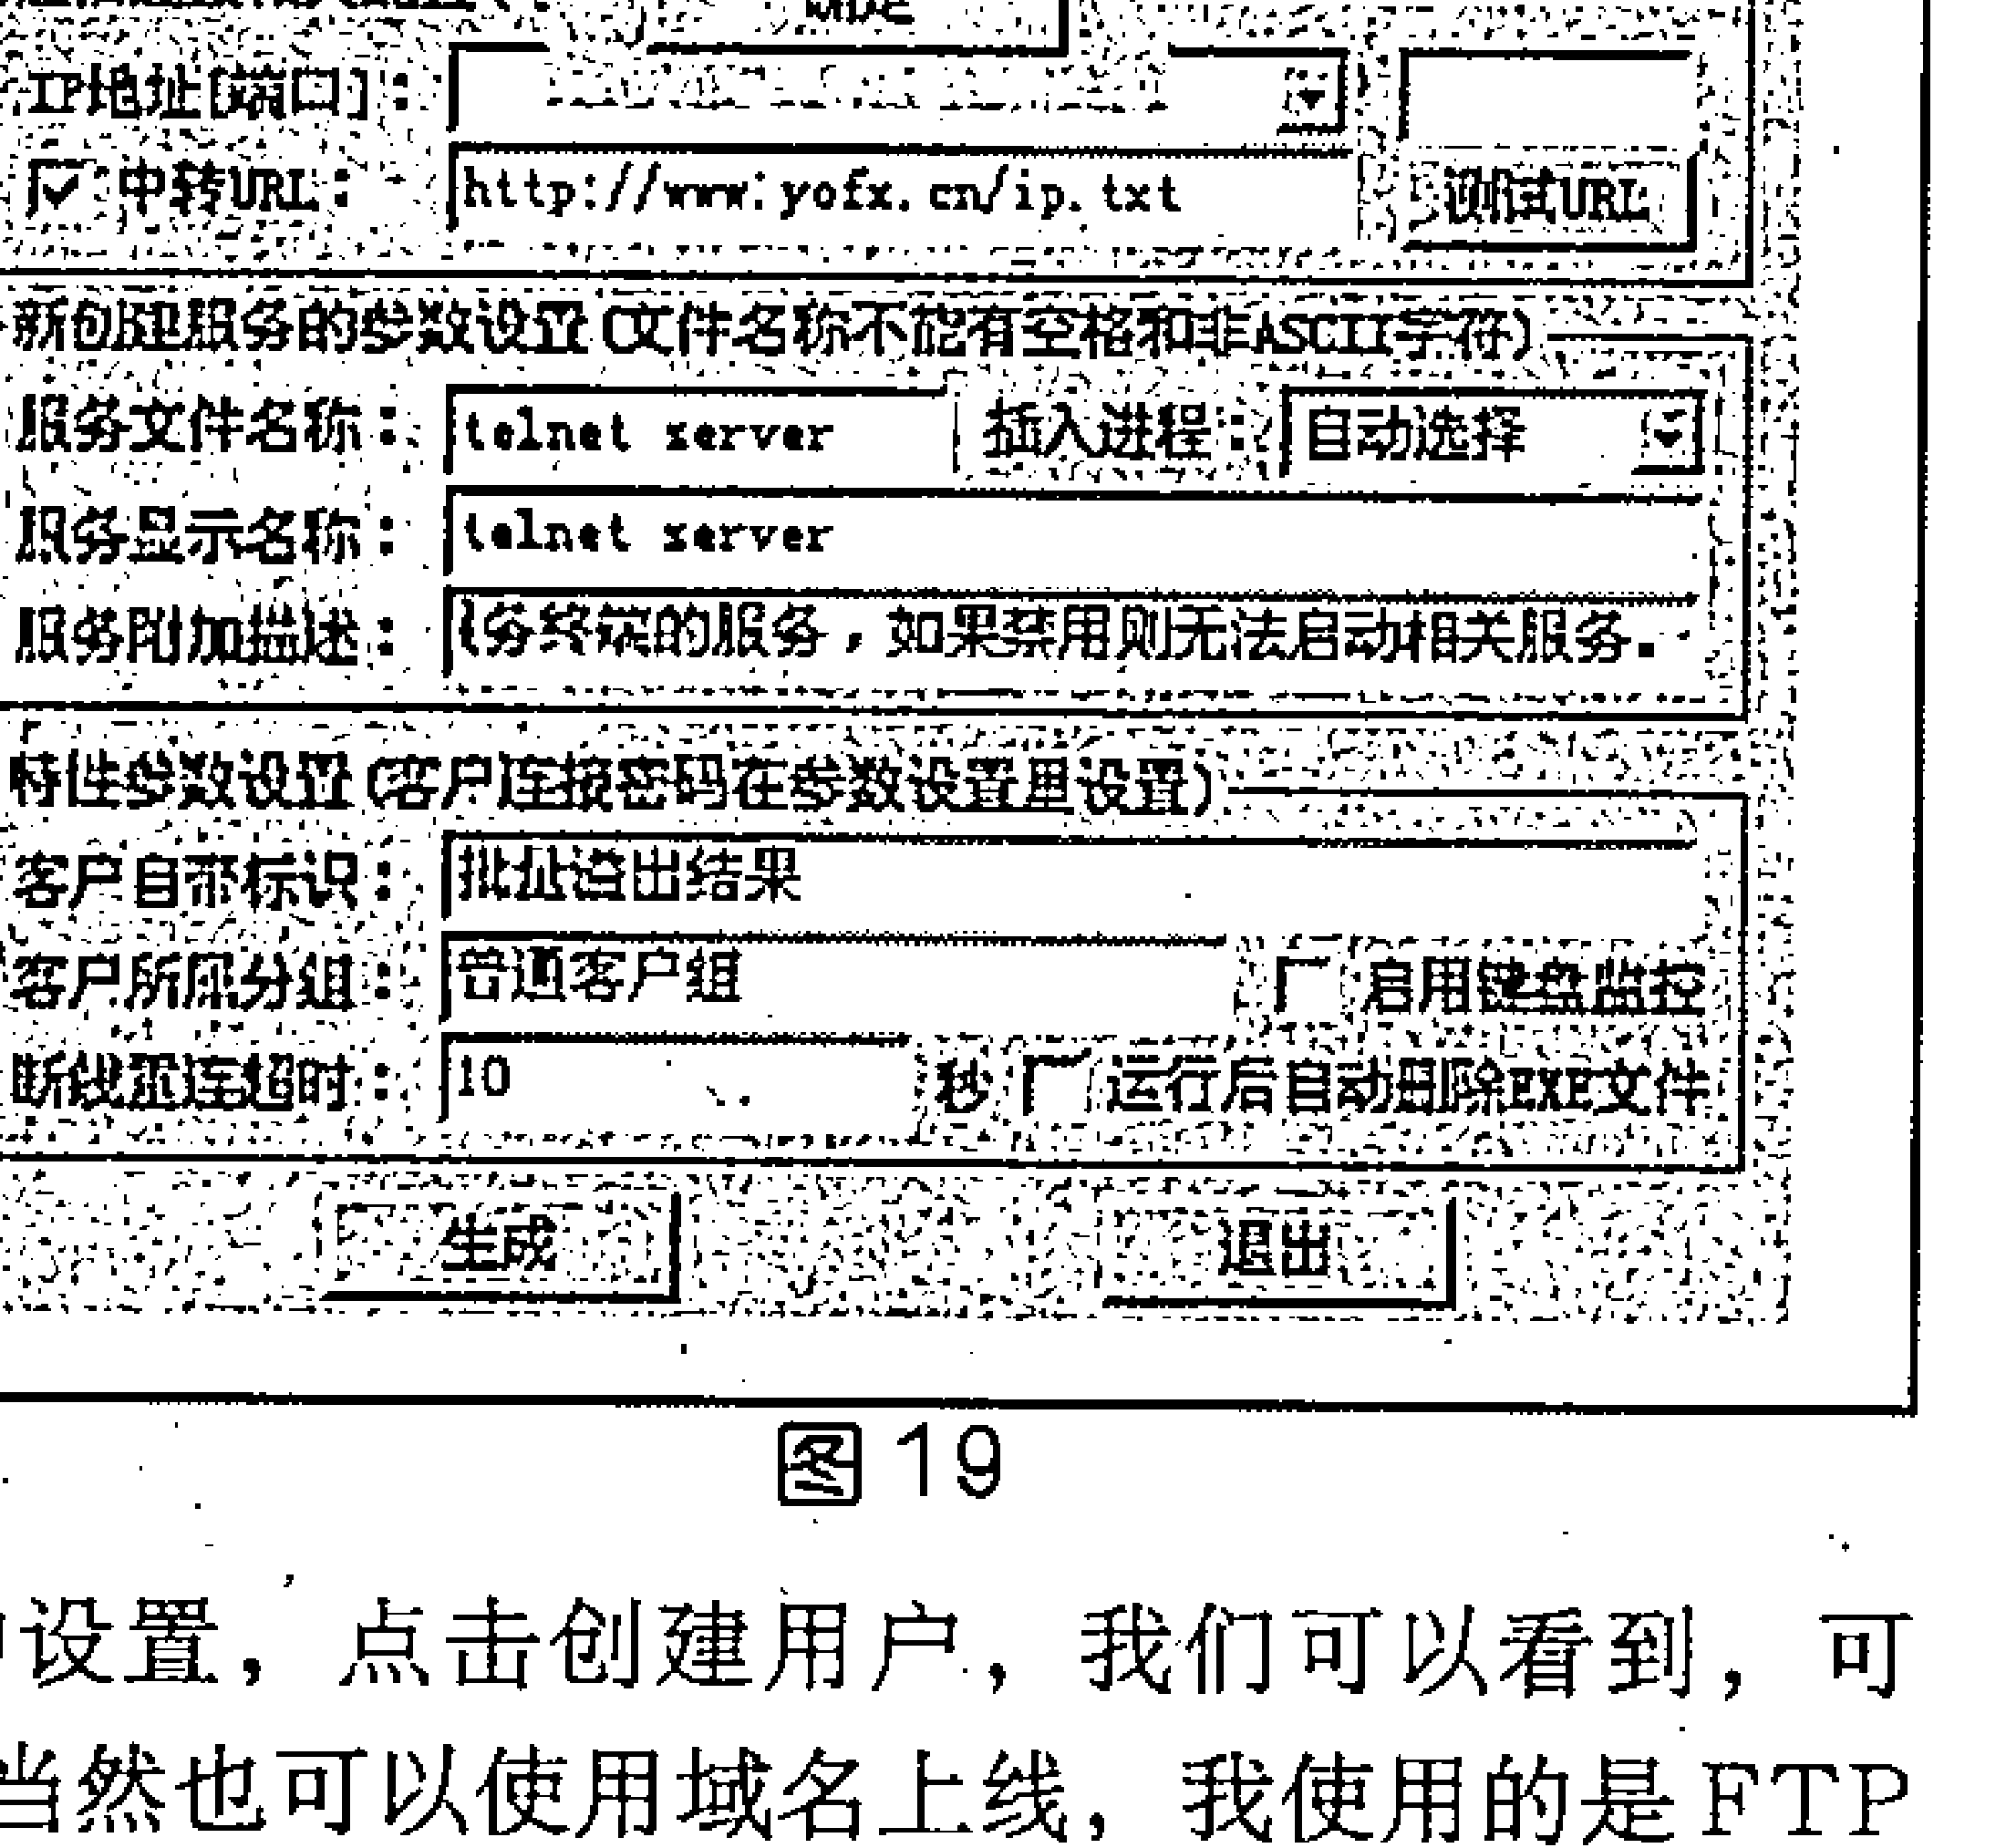 IP地址[端口]：
中转URL： http://www.yofx.cn/ip.txt 测试URL
新创建服务的参数设置(文件名称不能有空格和非ASCII字符)
服务文件名称： telnet server 插入进程： 自动选择
服务显示名称： telnet server
服务附加描述： 务终端的服务，如果禁用则无法启动相关服务.
特性参数设置(客户连接密码在参数设置里设置)
客户自带标识： 批扯溢出结果
客户所属分组： 普通客户组 启用键盘监控
断线重连超时： 10 秒 运行后自动删除EXE文件
生成 退出
图19
设置，点击创建用户，我们可以看到，可
当然也可以使用域名上线，我使用的是FTP